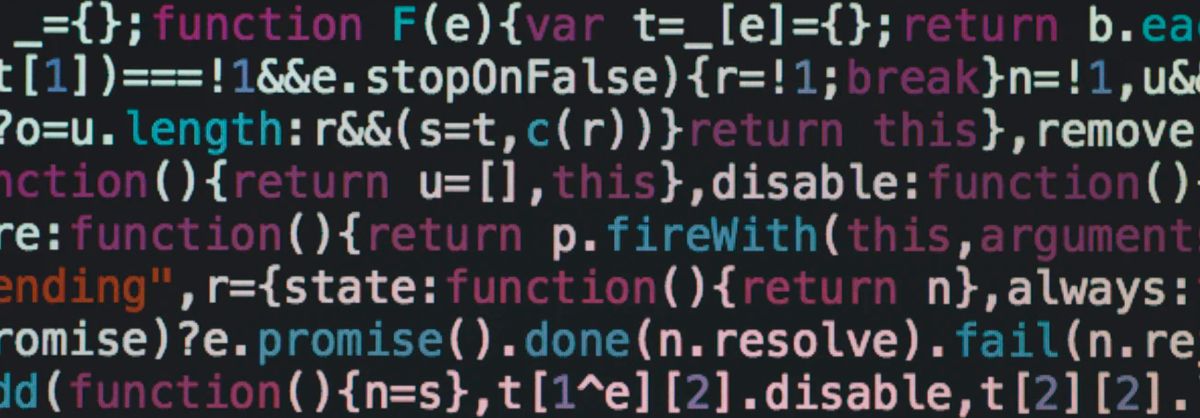 _={};function F(e){var t=_[e]={};return b.eac
t[1])===!1&&e.stopOnFalse){r=!1;break}n=!1,u&&
?o=u.length:r&&(s=t,c(r))}return this},remove
nction(){return u=[],this},disable:function(){
re:function(){return p.fireWith(this,arguments
ending",r={state:function(){return n},always:
romise)?e.promise().done(n.resolve).fail(n.re
dd(function(){n=s},t[1^e][2].disable,t[2][2].